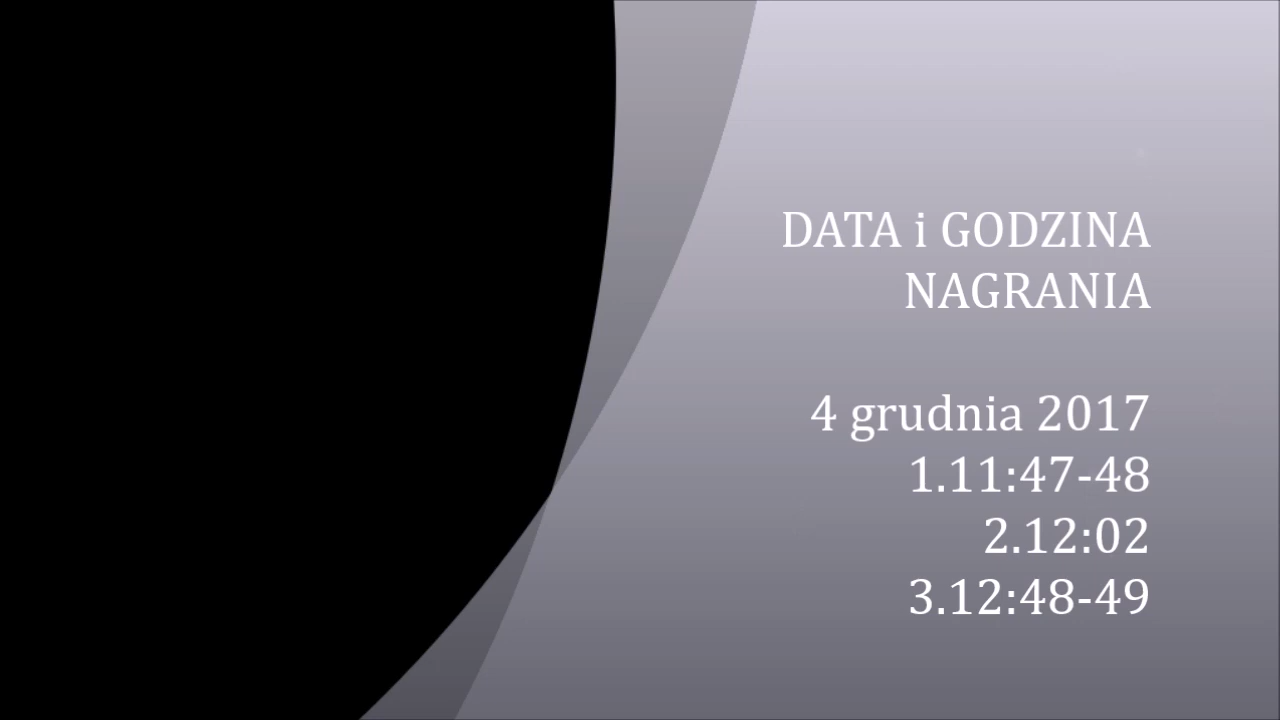 DATA i GODZINA
NAGRANIA
4 grudnia 2017
1.11:47-48
2.12:02
3.12:48-49